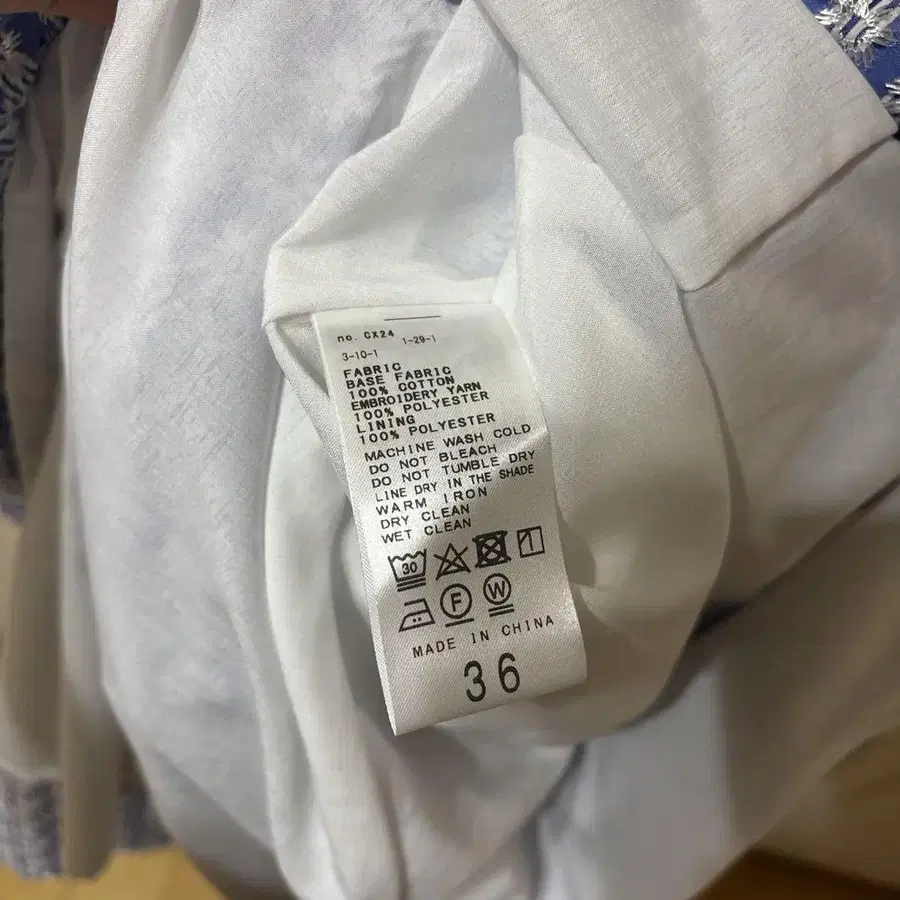 no. CX24
3-10-1 1-29-1
FABRIC
BASE FABRIC
100% COTTON
EMBROIDERY YARN
100% POLYESTER
LINING
100% POLYESTER
MACHINE WASH COLD
DO NOT BLEACH
DO NOT TUMBLE DRY
LINE DRY IN THE SHADE
WARM IRON
DRY CLEAN
WET CLEAN
30
F W
MADE IN CHINA
36